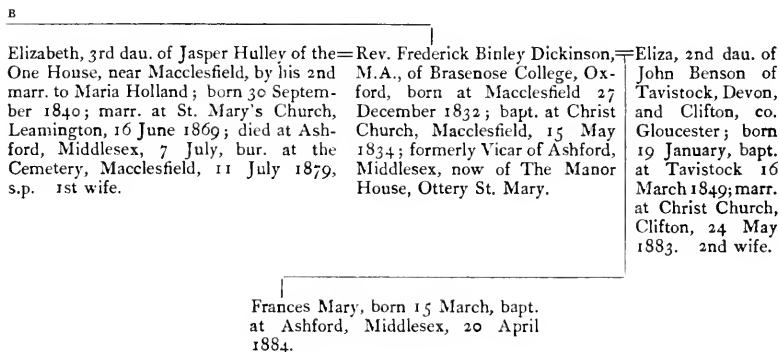 B
Elizabeth, 3rd dau. of Jasper Hulley of the
One House, near Macclesfield, by his 2nd
marr. to Maria Holland; born 30 Septem-
ber 1840; marr. at St. Mary's Church,
Leamington, 16 June 1869; died at Ash-
ford, Middlesex, 7 July, bur. at the
Cemetery, Macclesfield, 11 July 1879,
s.p. 1st wife.
=Rev. Frederick Binley Dickinson,=
M.A., of Brasenose College, Ox-
ford, born at Macclesfield 27
December 1832; bapt. at Christ
Church, Macclesfield, 15 May
1834; formerly Vicar of Ashford,
Middlesex, now of The Manor
House, Ottery St. Mary.
Eliza, 2nd dau. of
John Benson of
Tavistock, Devon,
and Clifton, co.
Gloucester; born
19 January, bapt.
at Tavistock 16
March 1849; marr.
at Christ Church,
Clifton, 24 May
1883. 2nd wife.
Frances Mary, born 15 March, bapt.
at Ashford, Middlesex, 20 April
1884.